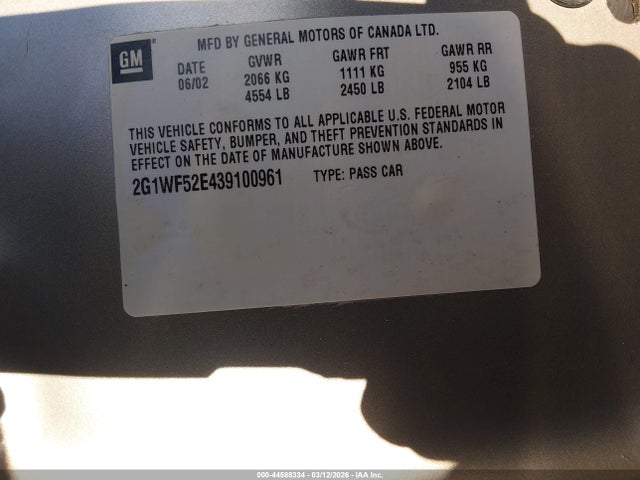 GM
MFD BY GENERAL MOTORS OF CANADA LTD.
DATE GVWR GAWR FRT GAWR RR
06/02 2066 KG 1111 KG 955 KG
4554 LB 2450 LB 2104 LB
THIS VEHICLE CONFORMS TO ALL APPLICABLE U.S. FEDERAL MOTOR
VEHICLE SAFETY, BUMPER, AND THEFT PREVENTION STANDARDS IN
EFFECT ON THE DATE OF MANUFACTURE SHOWN ABOVE.
2G1WF52E439100961 TYPE: PASS CAR
000-44588334 - 03/12/2026 - IAA Inc.